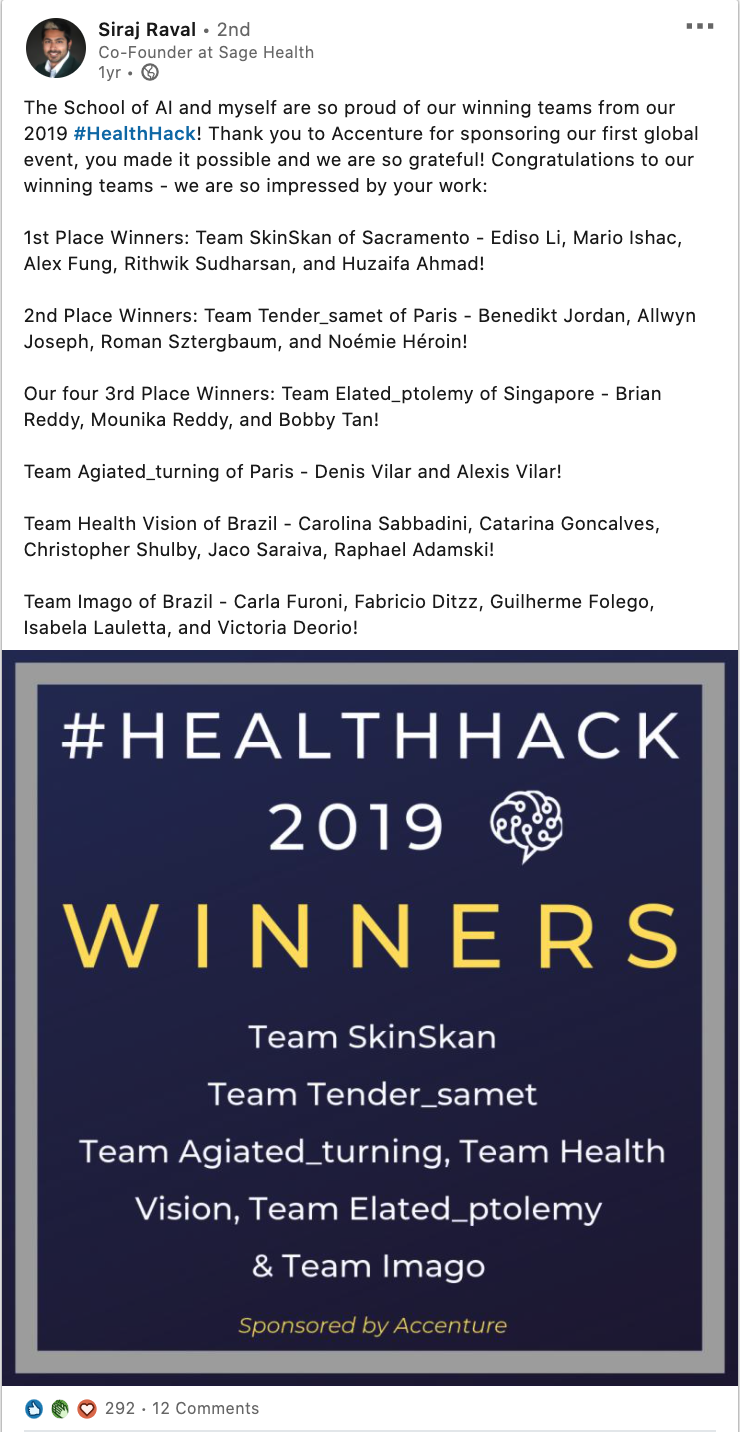 Siraj Raval • 2nd
Co-Founder at Sage Health
1yr •
The School of AI and myself are so proud of our winning teams from our
2019 #HealthHack! Thank you to Accenture for sponsoring our first global
event, you made it possible and we are so grateful! Congratulations to our
winning teams - we are so impressed by your work:
1st Place Winners: Team SkinSkan of Sacramento - Ediso Li, Mario Ishac,
Alex Fung, Rithwik Sudharsan, and Huzaifa Ahmad!
2nd Place Winners: Team Tender_samet of Paris - Benedikt Jordan, Allwyn
Joseph, Roman Sztergbaum, and Noémie Héroin!
Our four 3rd Place Winners: Team Elated_ptolemy of Singapore - Brian
Reddy, Mounika Reddy, and Bobby Tan!
Team Agiated_turning of Paris - Denis Vilar and Alexis Vilar!
Team Health Vision of Brazil - Carolina Sabbadini, Catarina Goncalves,
Christopher Shulby, Jaco Saraiva, Raphael Adamski!
Team Imago of Brazil - Carla Furoni, Fabricio Ditzz, Guilherme Folego,
Isabela Lauletta, and Victoria Deorio!
#HEALTHHACK
2019
WINNERS
Team SkinSkan
Team Tender_samet
Team Agiated_turning, Team Health
Vision, Team Elated_ptolemy
& Team Imago
Sponsored by Accenture
292 · 12 Comments